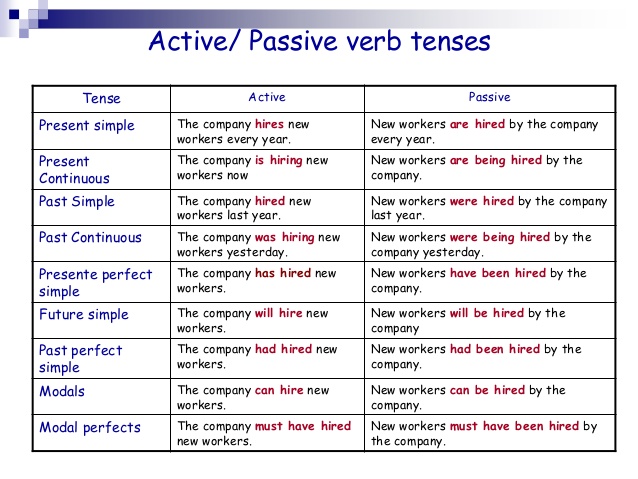 Active/ Passive verb tenses
Tense Active Passive
Present simple
The company hires new
workers every year.
New workers are hired by the company
every year.
Present
Continuous
The company is hiring new
workers now
New workers are being hired by the
company.
Past Simple
The company hired new
workers last year.
New workers were hired by the company
last year.
Past Continuous
The company was hiring new
workers yesterday.
New workers were being hired by the
company yesterday.
Presente perfect
simple
The company has hired new
workers.
New workers have been hired by the
company.
Future simple
The company will hire new
workers.
New workers will be hired by the
company
Past perfect
simple
The company had hired new
workers.
New workers had been hired by the
company.
Modals
The company can hire new
workers.
New workers can be hired by the
company.
Modal perfects
The company must have hired
new workers.
New workers must have been hired by
the company.